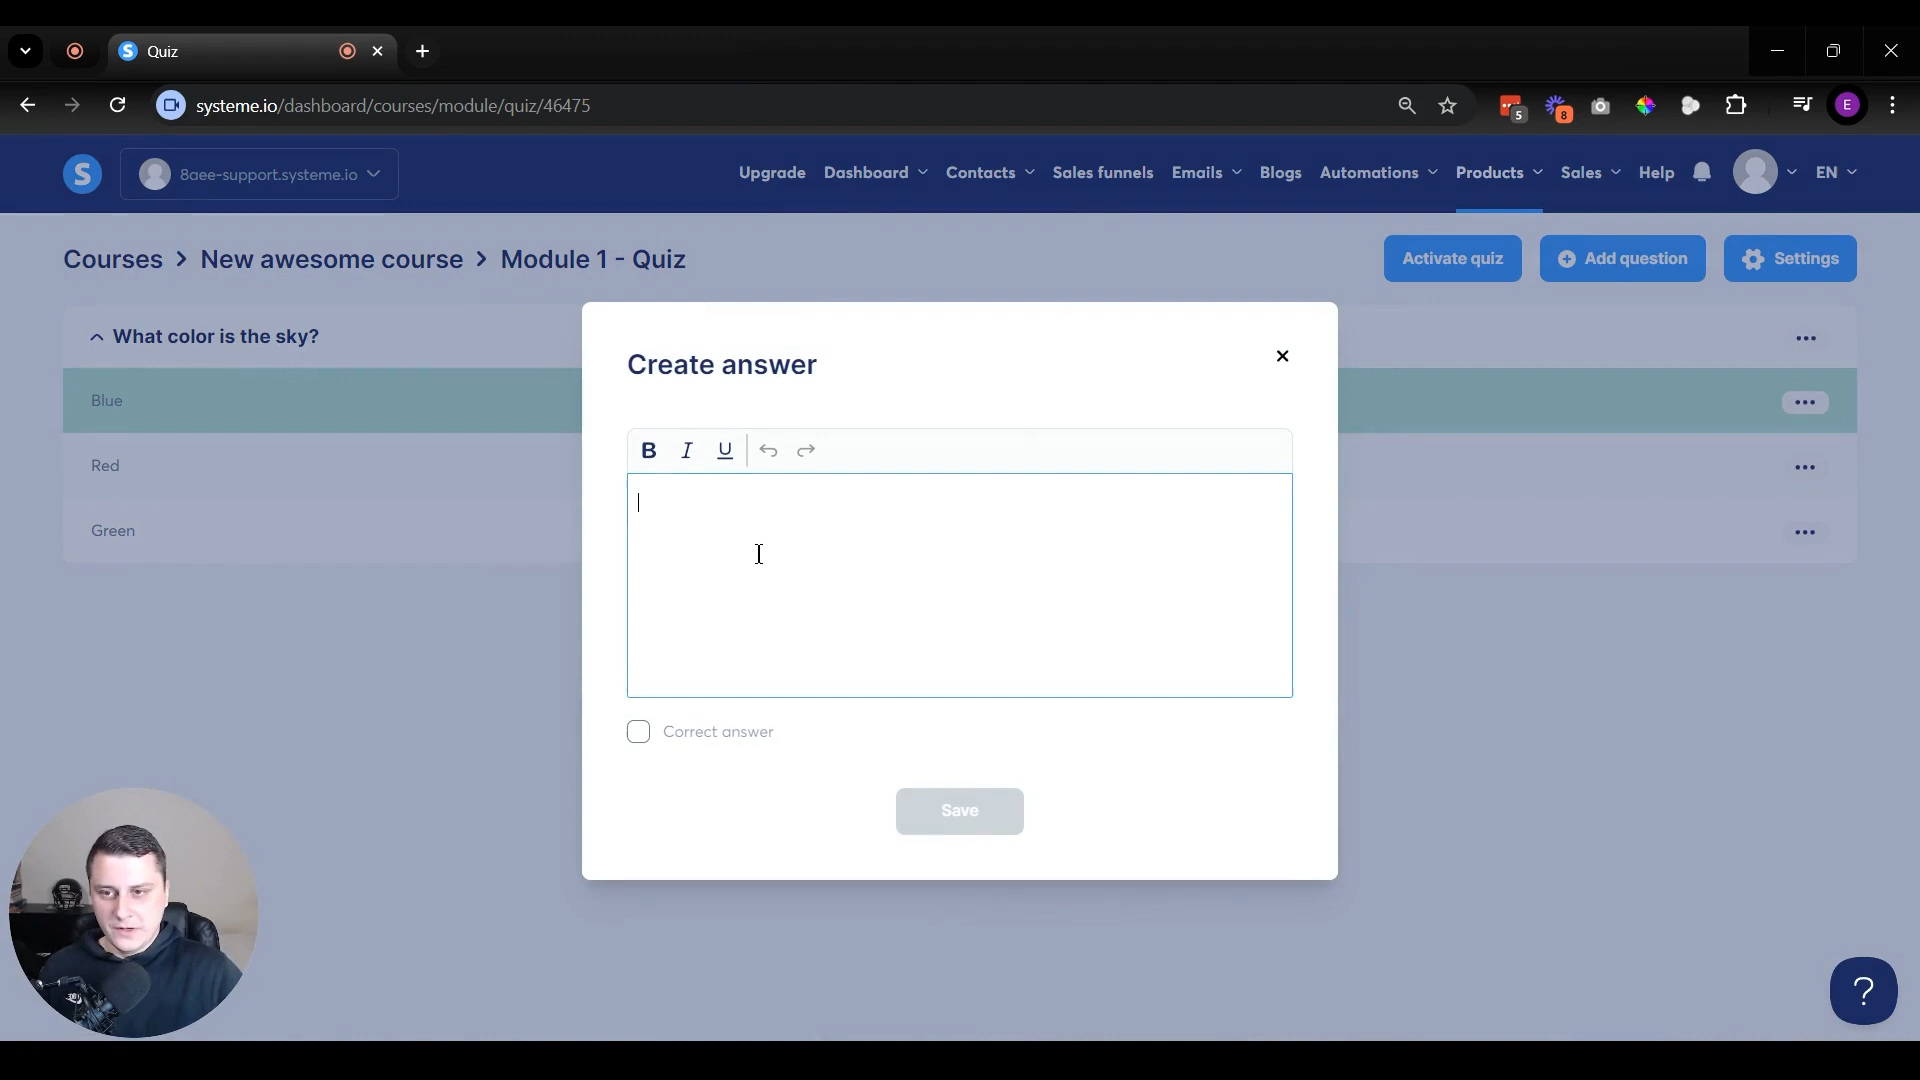 Quiz
systeme.io/dashboard/courses/module/quiz/46475
5
8
E
S
8aee-support.systeme.io
Upgrade Dashboard Contacts Sales funnels Emails Blogs Automations Products Sales Help EN
Courses > New awesome course > Module 1 - Quiz
Activate quiz
Add question
Settings
What color is the sky?
Blue
Red
Green
Create answer
B I U
Correct answer
Save
?